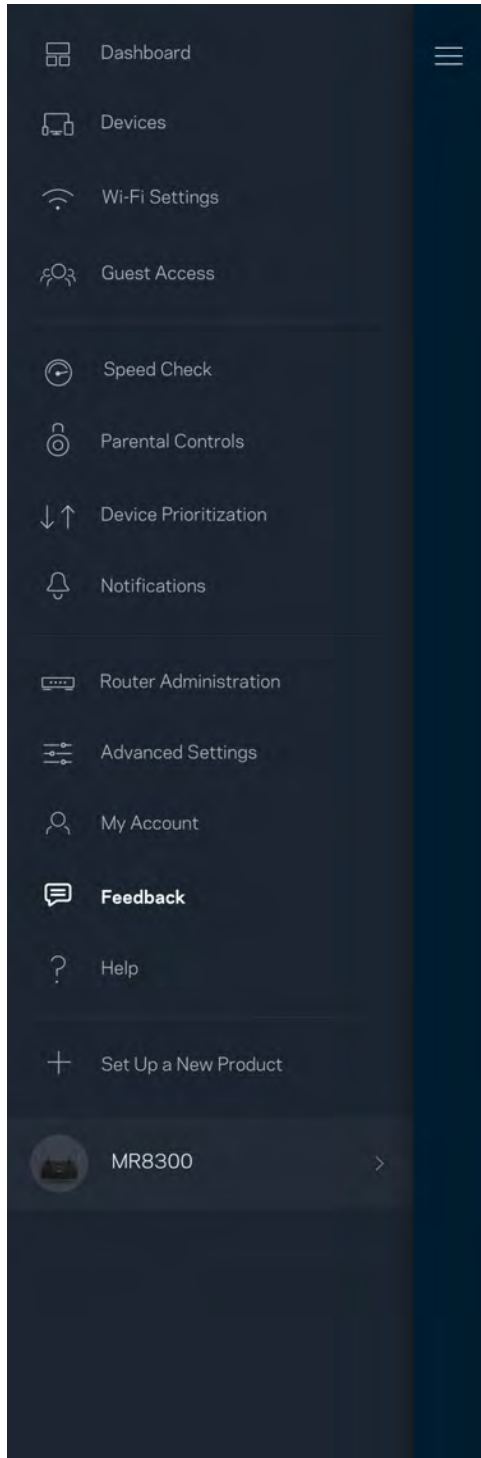 Dashboard
Devices
Wi-Fi Settings
Guest Access
Speed Check
Parental Controls
Device Prioritization
Notifications
Router Administration
Advanced Settings
My Account
Feedback
Help
Set Up a New Product
MR8300